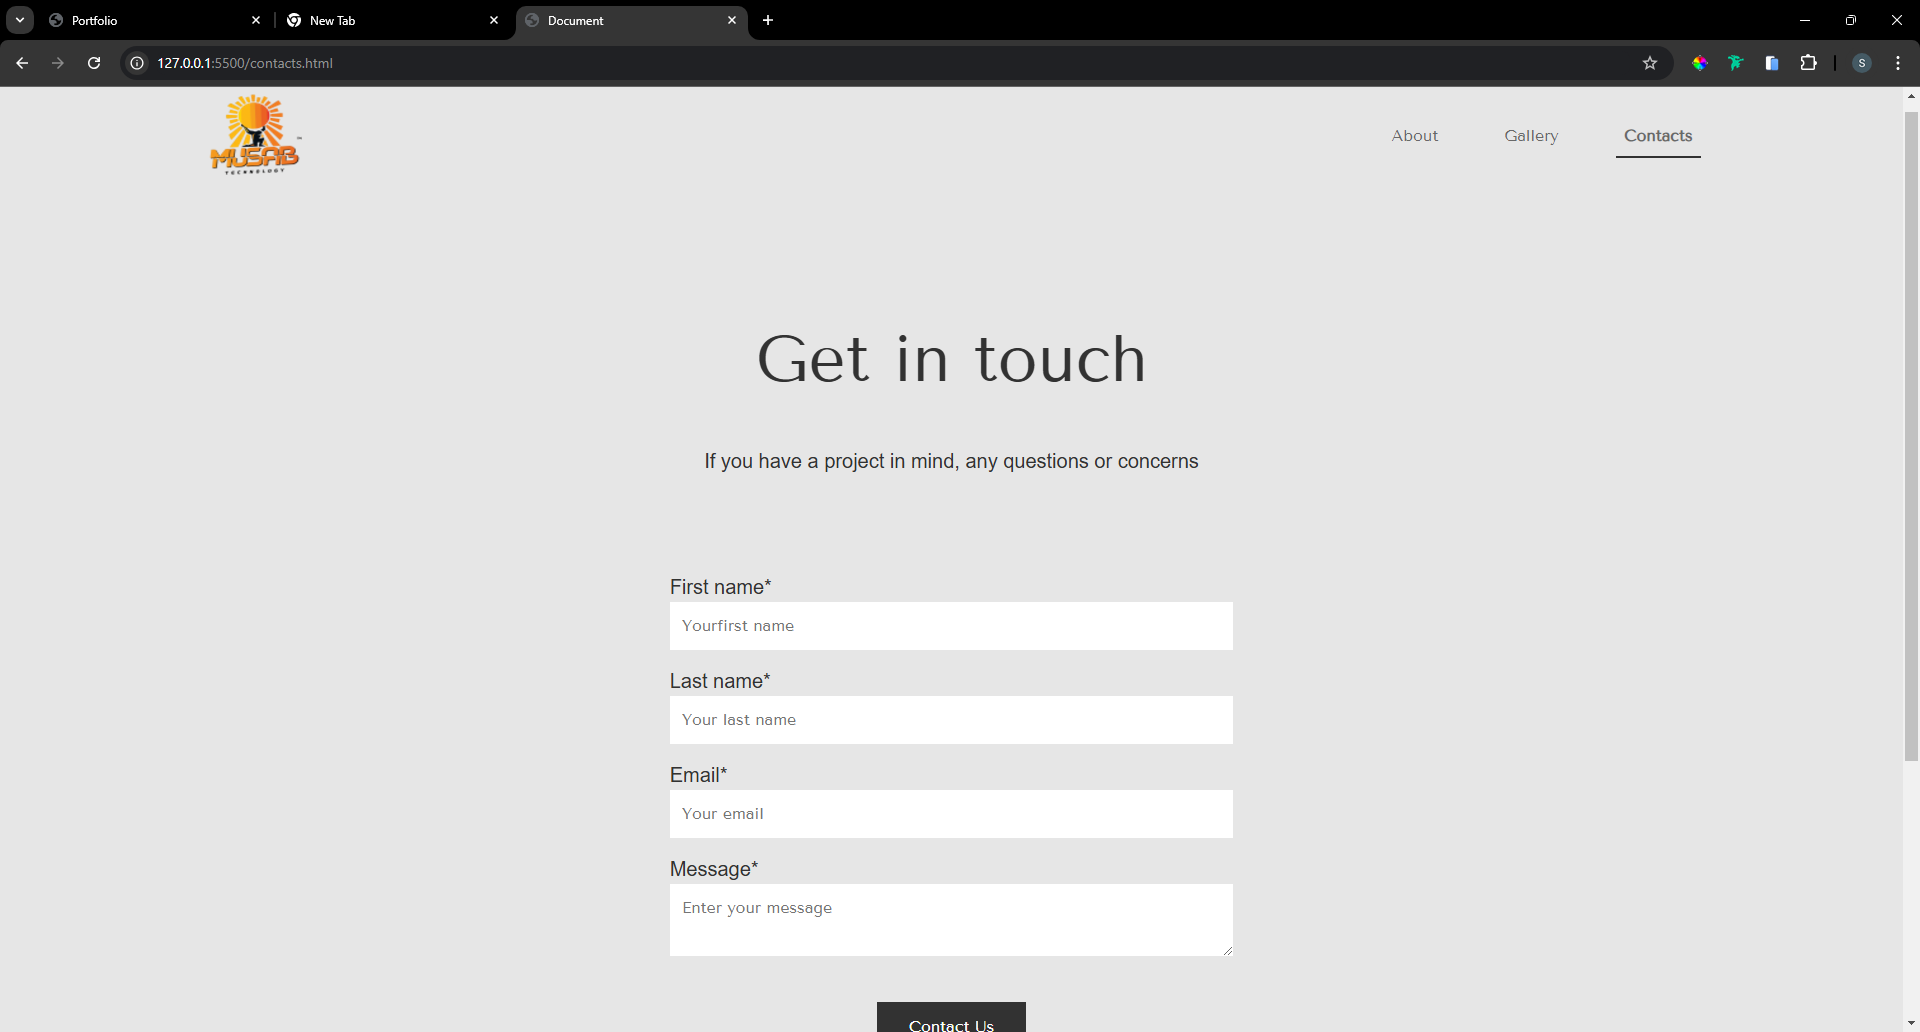 Portfolio
New Tab
Document
127.0.0.1:5500/contacts.html
S
MUSAB
TECHNOLOGY
About
Gallery
Contacts
Get in touch
If you have a project in mind, any questions or concerns
First name*
Yourfirst name
Last name*
Your last name
Email*
Your email
Message*
Enter your message
Contact Us